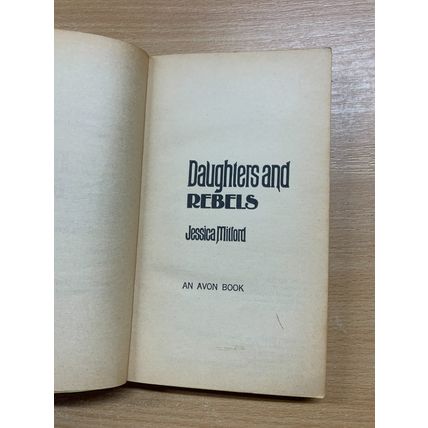 Daughters and
REBELS
Jessica Mitford
AN AVON BOOK